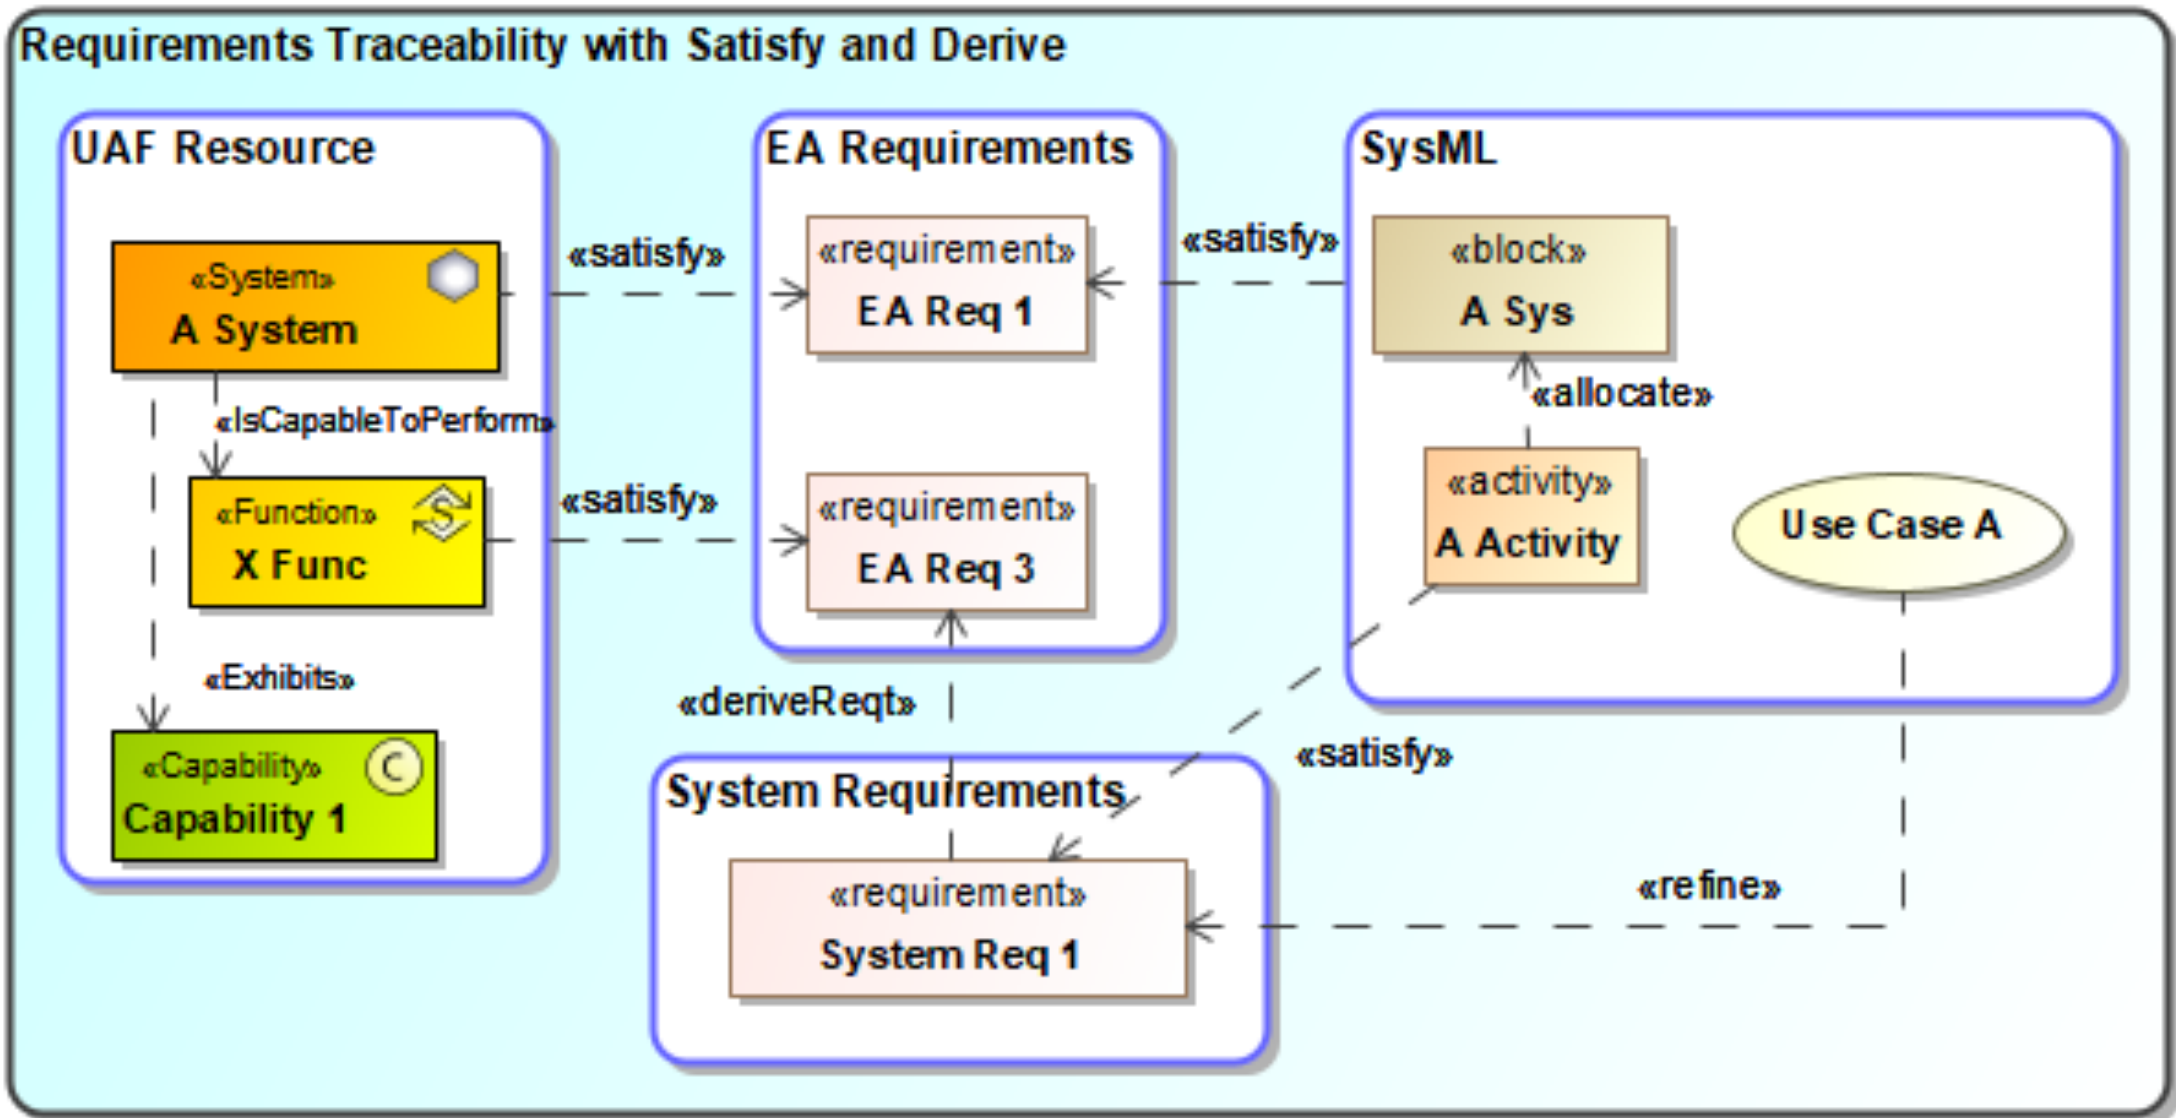 Requirements Traceability with Satisfy and Derive
UAF Resource
«System»
A System
«IsCapableToPerform»
«Function»
S
X Func
«Exhibits»
«Capability»
C
Capability 1
«satisfy»
«satisfy»
EA Requirements
«requirement»
EA Req 1
«requirement»
EA Req 3
«satisfy»
SysML
«block»
A Sys
«allocate»
«activity»
A Activity
Use Case A
«deriveReqt»
«satisfy»
System Requirements
«requirement»
System Req 1
«refine»